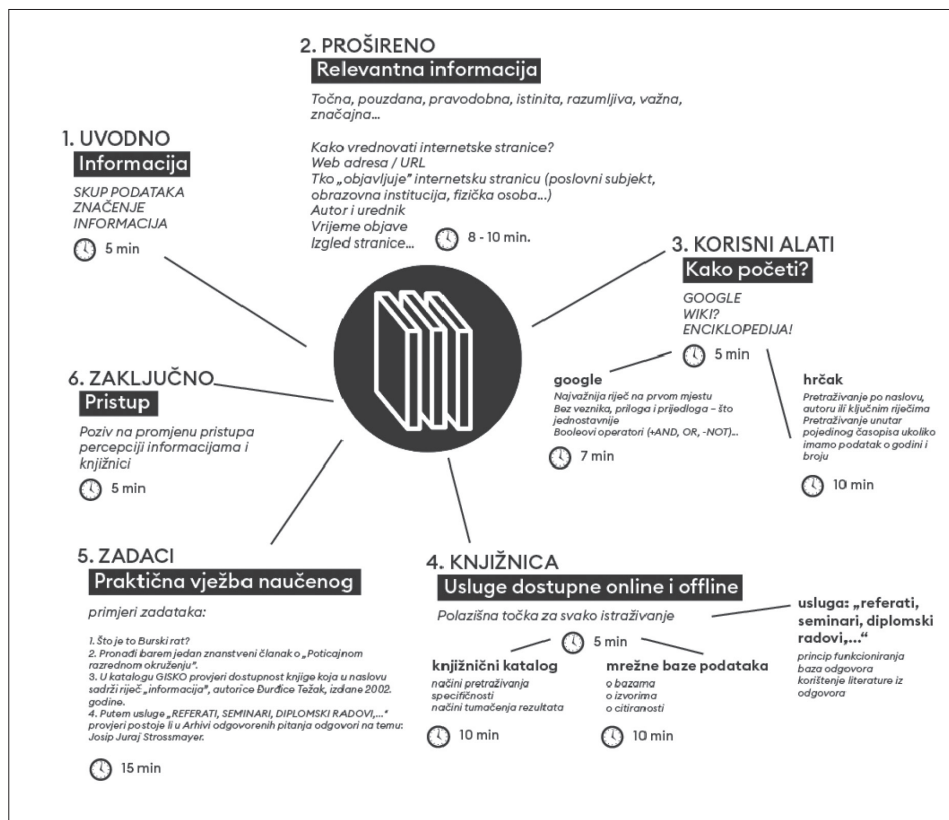 1. UVODNO
Informacija
SKUP PODATAKA
ZNAČENJE
INFORMACIJA
5 min
2. PROŠIRENO
Relevantna informacija
Točna, pouzdana, pravodobna, istinita, razumljiva, važna,
značajna...
Kako vrednovati internetske stranice?
Web adresa / URL
Tko „objavljuje” internetsku stranicu (poslovni subjekt,
obrazovna institucija, fizička osoba...)
Autor i urednik
Vrijeme objave
Izgled stranice...
8 - 10 min.
3. KORISNI ALATI
Kako početi?
GOOGLE
WIKI?
ENCIKLOPEDIJA!
5 min
google
Najvažnija riječ na prvom mjestu
Bez veznika, priloga i prijedloga – što
jednostavnije
Booleovi operatori (+AND, OR, -NOT)...
7 min
hrčak
Pretraživanje po naslovu,
autoru ili ključnim riječima
Pretraživanje unutar
pojedinog časopisa ukoliko
imamo podatak o godini i
broju
10 min
4. KNJIŽNICA
Usluge dostupne online i offline
Polazišna točka za svako istraživanje
5 min
knjižnični katalog
načini pretraživanja
specifičnosti
načini tumačenja rezultata
10 min
mrežne baze podataka
o bazama
o izvorima
o citiranosti
10 min
usluga: „referati,
seminari, diplomski
radovi,...“
princip funkcioniranja
baza odgovora
korištenje literature iz
odgovora
5. ZADACI
Praktična vježba naučenog
primjeri zadataka:
1. Što je to Burski rat?
2. Pronađi barem jedan znanstveni članak o „Poticajnom
razrednom okruženju”.
3. U katalogu GISKO provjeri dostupnost knjige koja u naslovu
sadrži riječ „informacija”, autorice Đurđice Težak, izdane 2002.
godine.
4. Putem usluge „REFERATI, SEMINARI, DIPLOMSKI RADOVI,...“
provjeri postoje li u Arhivi odgovorenih pitanja odgovori na temu:
Josip Juraj Strossmayer.
15 min
6. ZAKLJUČNO
Pristup
Poziv na promjenu pristupa
percepciji informacijama i
knjižnici
5 min